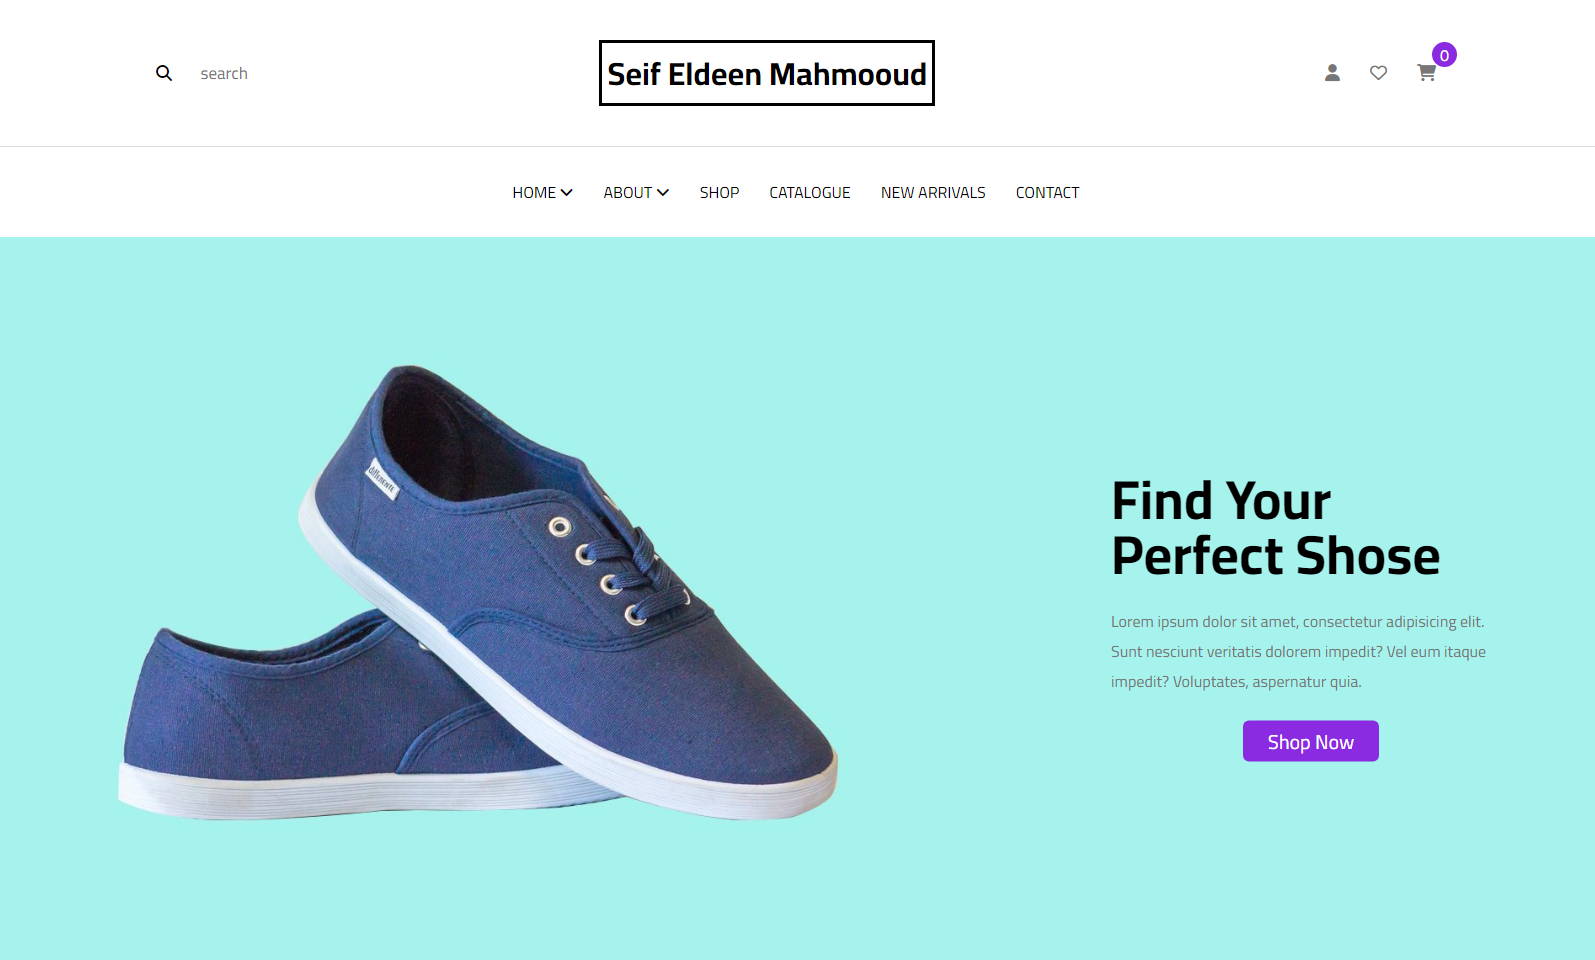 search
Seif Eldeen Mahmooud
0
HOME
ABOUT
SHOP
CATALOGUE
NEW ARRIVALS
CONTACT
differente
Find Your
Perfect Shose
Lorem ipsum dolor sit amet, consectetur adipisicing elit.
Sunt nesciunt veritatis dolorem impedit? Vel eum itaque
impedit? Voluptates, aspernatur quia.
Shop Now